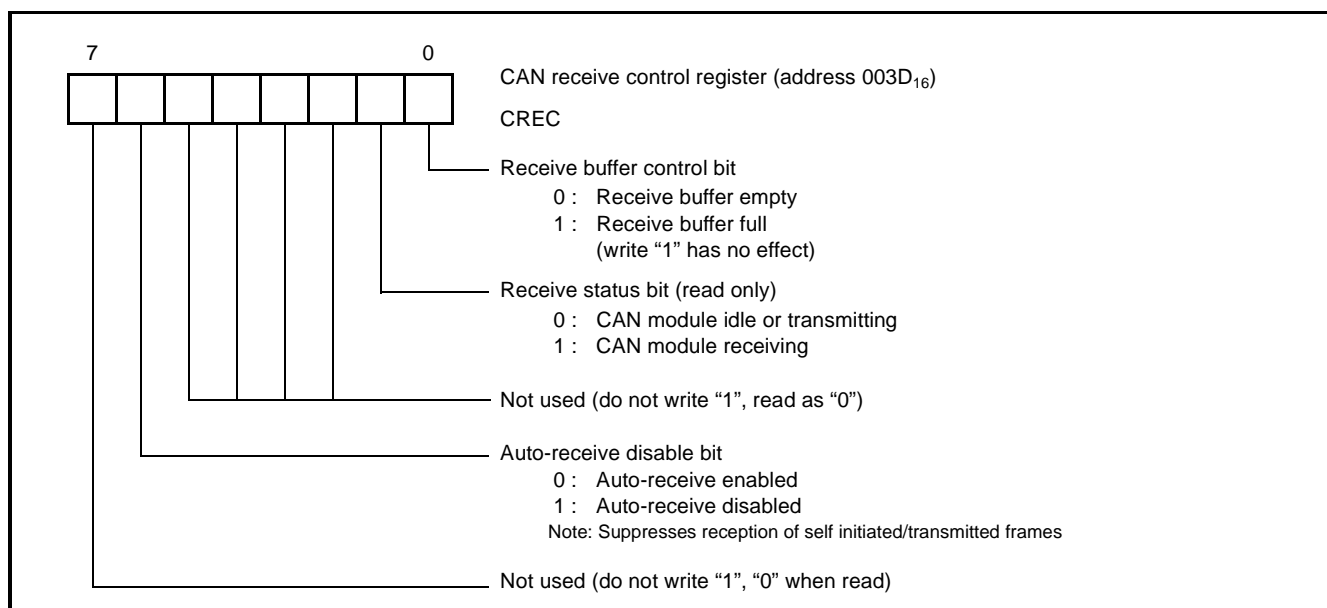 7 0
CAN receive control register (address 003D₁₆)
CREC
Receive buffer control bit
0 : Receive buffer empty
1 : Receive buffer full
(write “1” has no effect)
Receive status bit (read only)
0 : CAN module idle or transmitting
1 : CAN module receiving
Not used (do not write “1”, read as “0”)
Auto-receive disable bit
0 : Auto-receive enabled
1 : Auto-receive disabled
Note: Suppresses reception of self initiated/transmitted frames
Not used (do not write “1”, “0” when read)